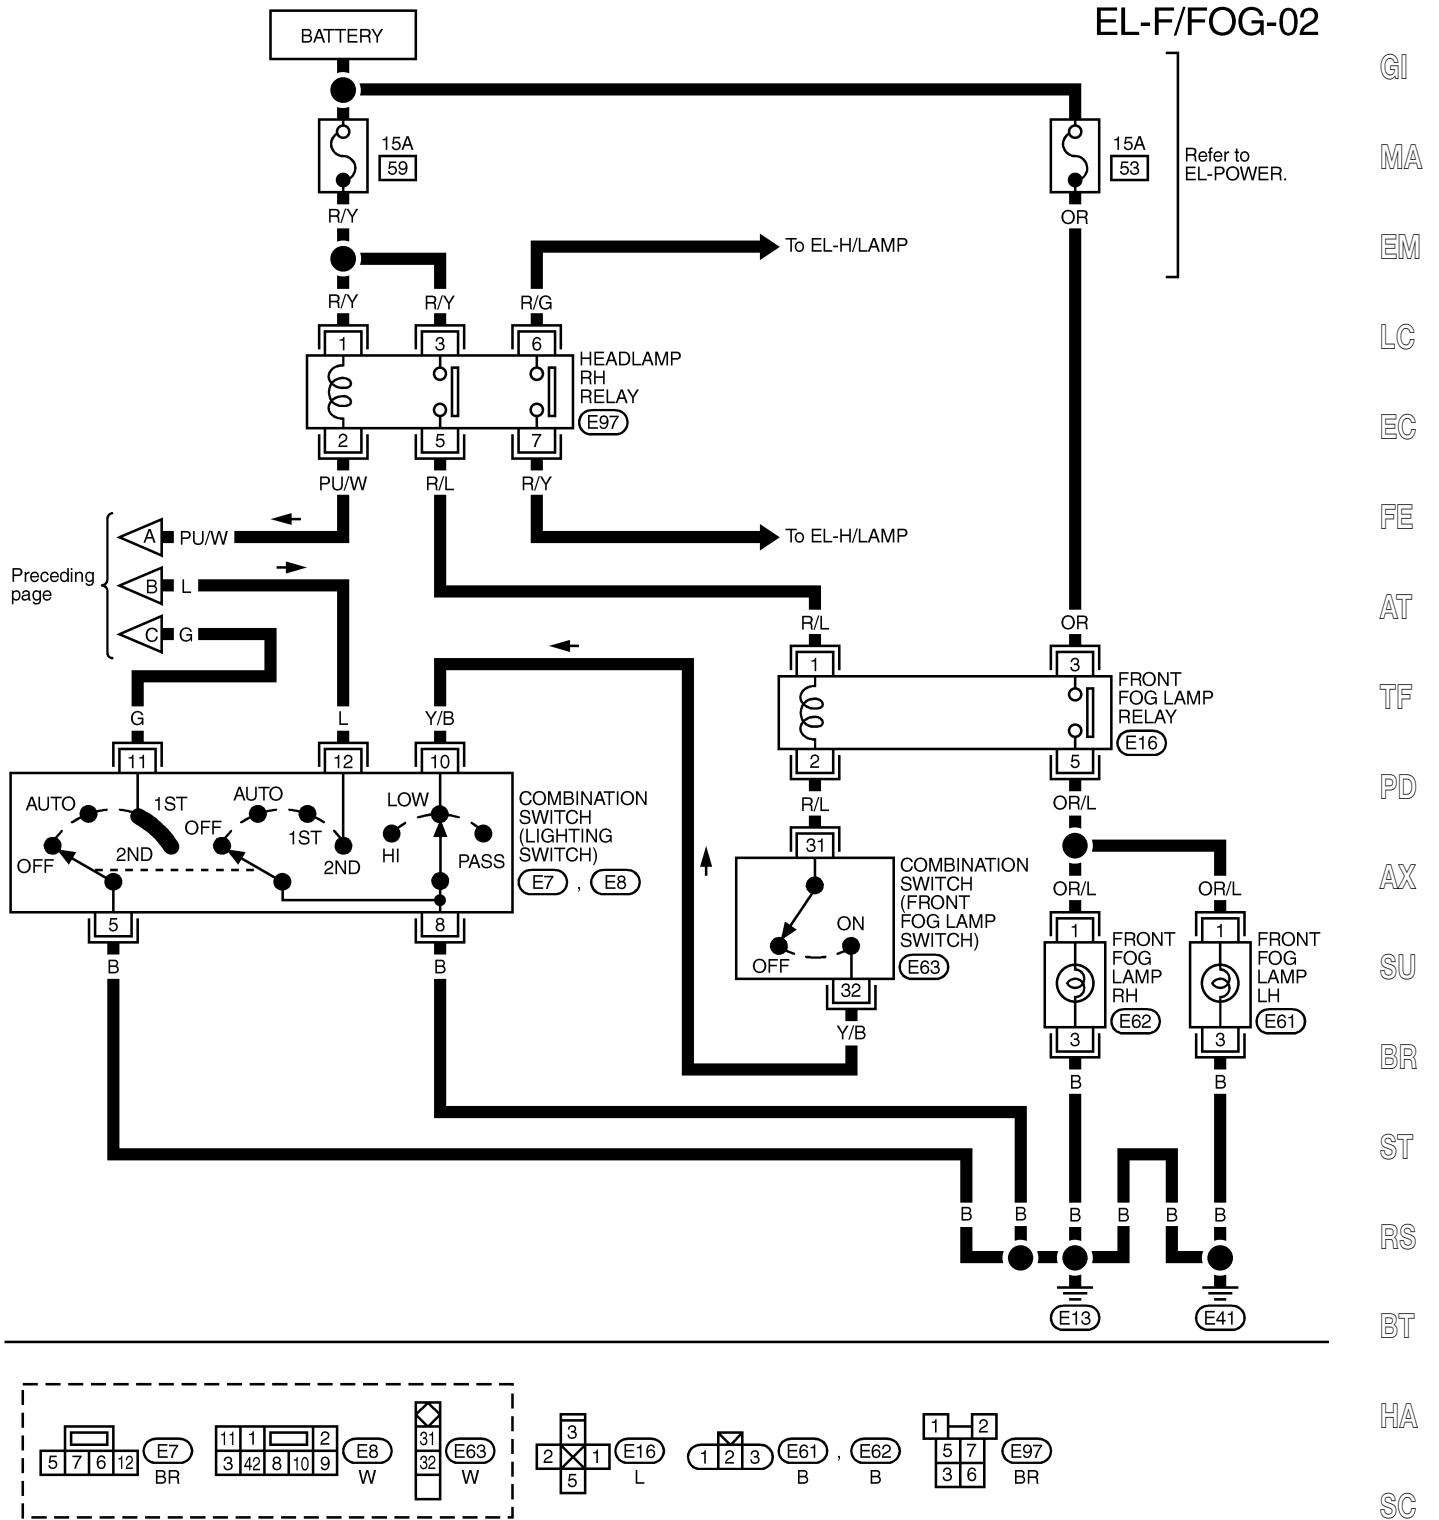 EL-F/FOG-02
BATTERY
15A
59
15A
53
Refer to
EL-POWER.
R/Y
OR
To EL-H/LAMP
R/Y
R/Y
R/G
1
3
6
HEADLAMP
RH
RELAY
E97
2
5
7
PU/W
R/L
R/Y
A
PU/W
To EL-H/LAMP
Preceding
page
B
L
C
G
R/L
OR
1
3
FRONT
FOG LAMP
RELAY
E16
2
5
G
L
Y/B
11
12
10
AUTO
1ST
OFF
2ND
AUTO
OFF
1ST
2ND
LOW
HI
PASS
COMBINATION
SWITCH
(LIGHTING
SWITCH)
E7 , E8
5
8
B
B
R/L
31
COMBINATION
SWITCH
(FRONT
FOG LAMP
SWITCH)
E63
ON
OFF
32
Y/B
OR/L
OR/L
OR/L
1
1
FRONT
FOG
LAMP
RH
E62
FRONT
FOG
LAMP
LH
E61
3
3
B
B
B
B
B
B
B
B
E13
E41
5 7 6 12
E7
BR
11 1 2
3 42 8 10 9
E8
W
31
32
E63
W
3
2 1
5
E16
L
1 2 3
E61 , E62
B B
1 2
5 7
3 6
E97
BR
GI
MA
EM
LC
EC
FE
AT
TF
PD
AX
SU
BR
ST
RS
BT
HA
SC